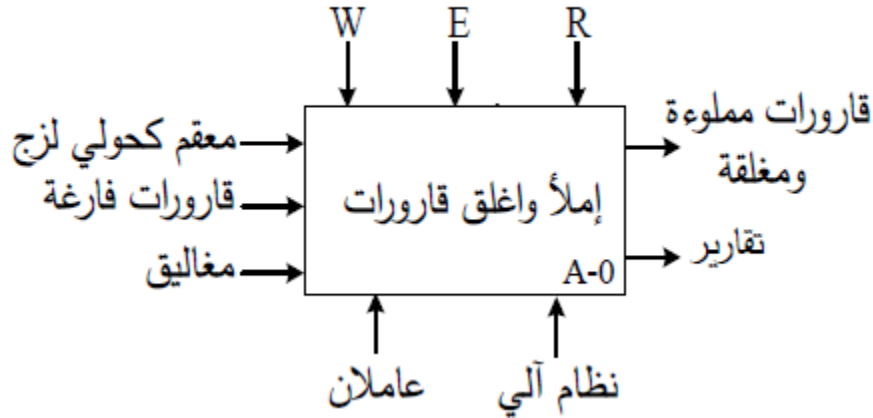 W E R
معقم كحولي لزج
قارورات فارغة
مغاليق
إملأ واغلق قارورات
A-0
قارورات مملوءة
ومغلقة
تقارير
عاملان
نظام آلي